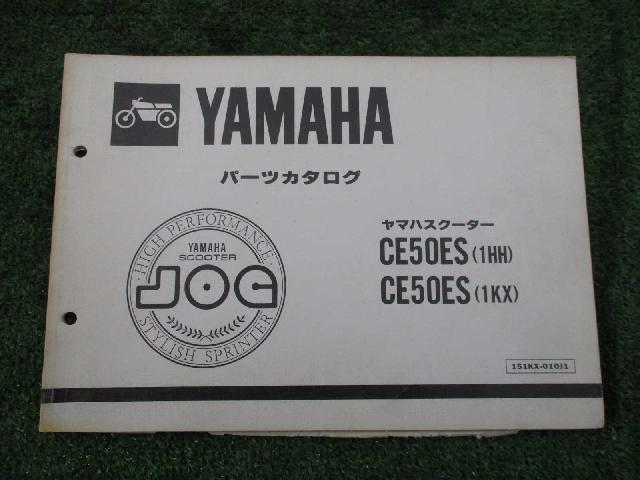 YAMAHA
パーツカタログ
HIGH PERFORMANCE
YAMAHA
SCOOTER
JOG
STYLISH SPRINTER
ヤマハスクーター
CE50ES(1HH)
CE50ES(1KX)
151KX-010J1